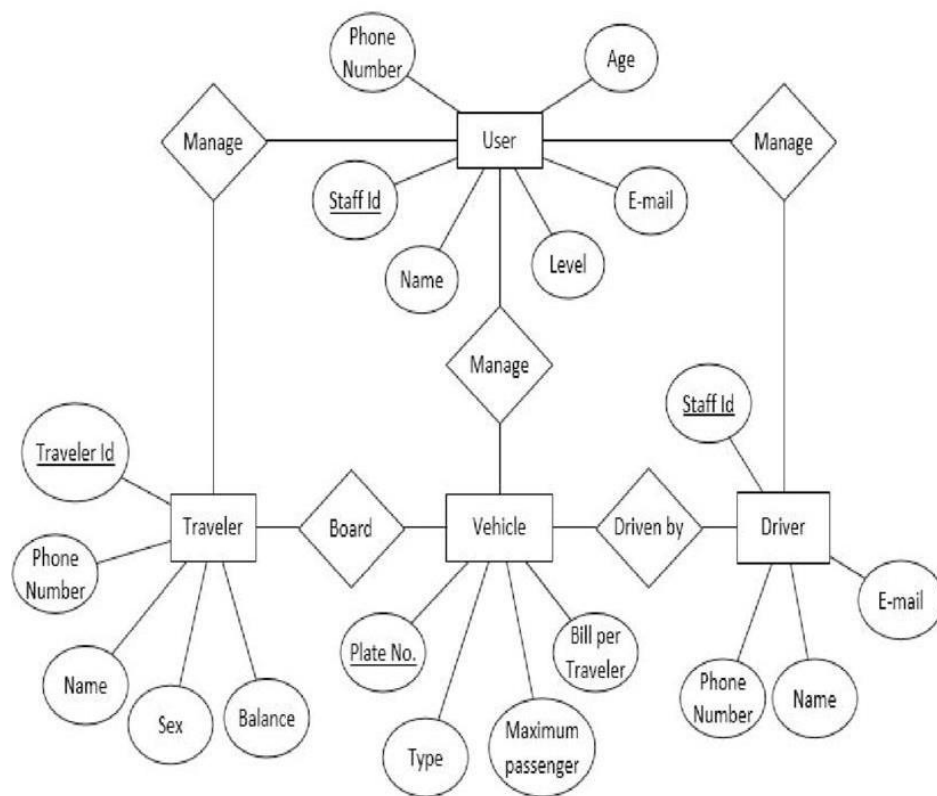 Phone
Number
Age
Manage
User
Manage
Staff Id
E-mail
Name
Level
Manage
Staff Id
Traveler Id
Traveler
Board
Vehicle
Driven by
Driver
Phone
Number
E-mail
Plate No.
Bill per
Traveler
Name
Sex
Balance
Type
Maximum
passenger
Phone
Number
Name